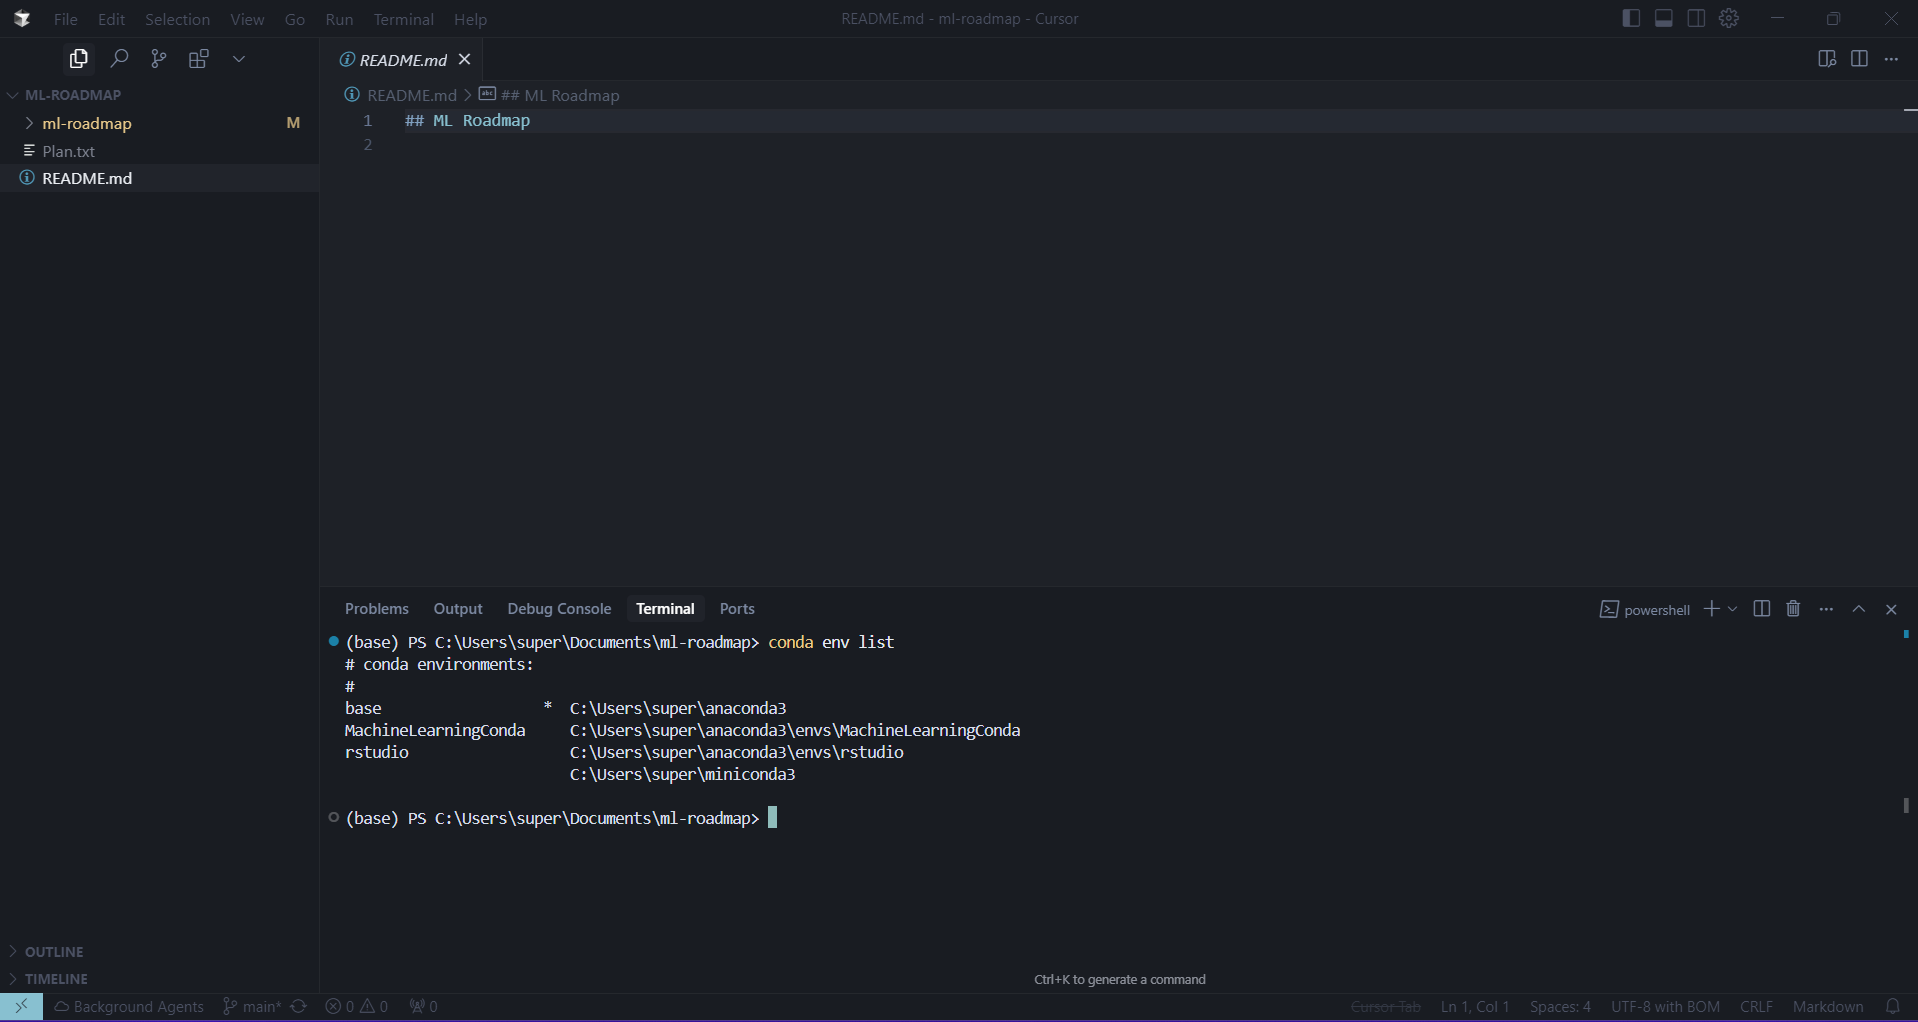 File Edit Selection View Go Run Terminal Help
README.md - ml-roadmap - Cursor
ML-ROADMAP
ml-roadmap M
Plan.txt
README.md
README.md
README.md > ## ML Roadmap
1 ## ML Roadmap
2
Problems Output Debug Console Terminal Ports
powershell
(base) PS C:\Users\super\Documents\ml-roadmap> conda env list
# conda environments:
#
base * C:\Users\super\anaconda3
MachineLearningConda C:\Users\super\anaconda3\envs\MachineLearningConda
rstudio C:\Users\super\anaconda3\envs\rstudio
C:\Users\super\miniconda3
(base) PS C:\Users\super\Documents\ml-roadmap>
OUTLINE
TIMELINE
Ctrl+K to generate a command
Background Agents main* 0 0 0
Cursor Tab Ln 1, Col 1 Spaces: 4 UTF-8 with BOM CRLF Markdown